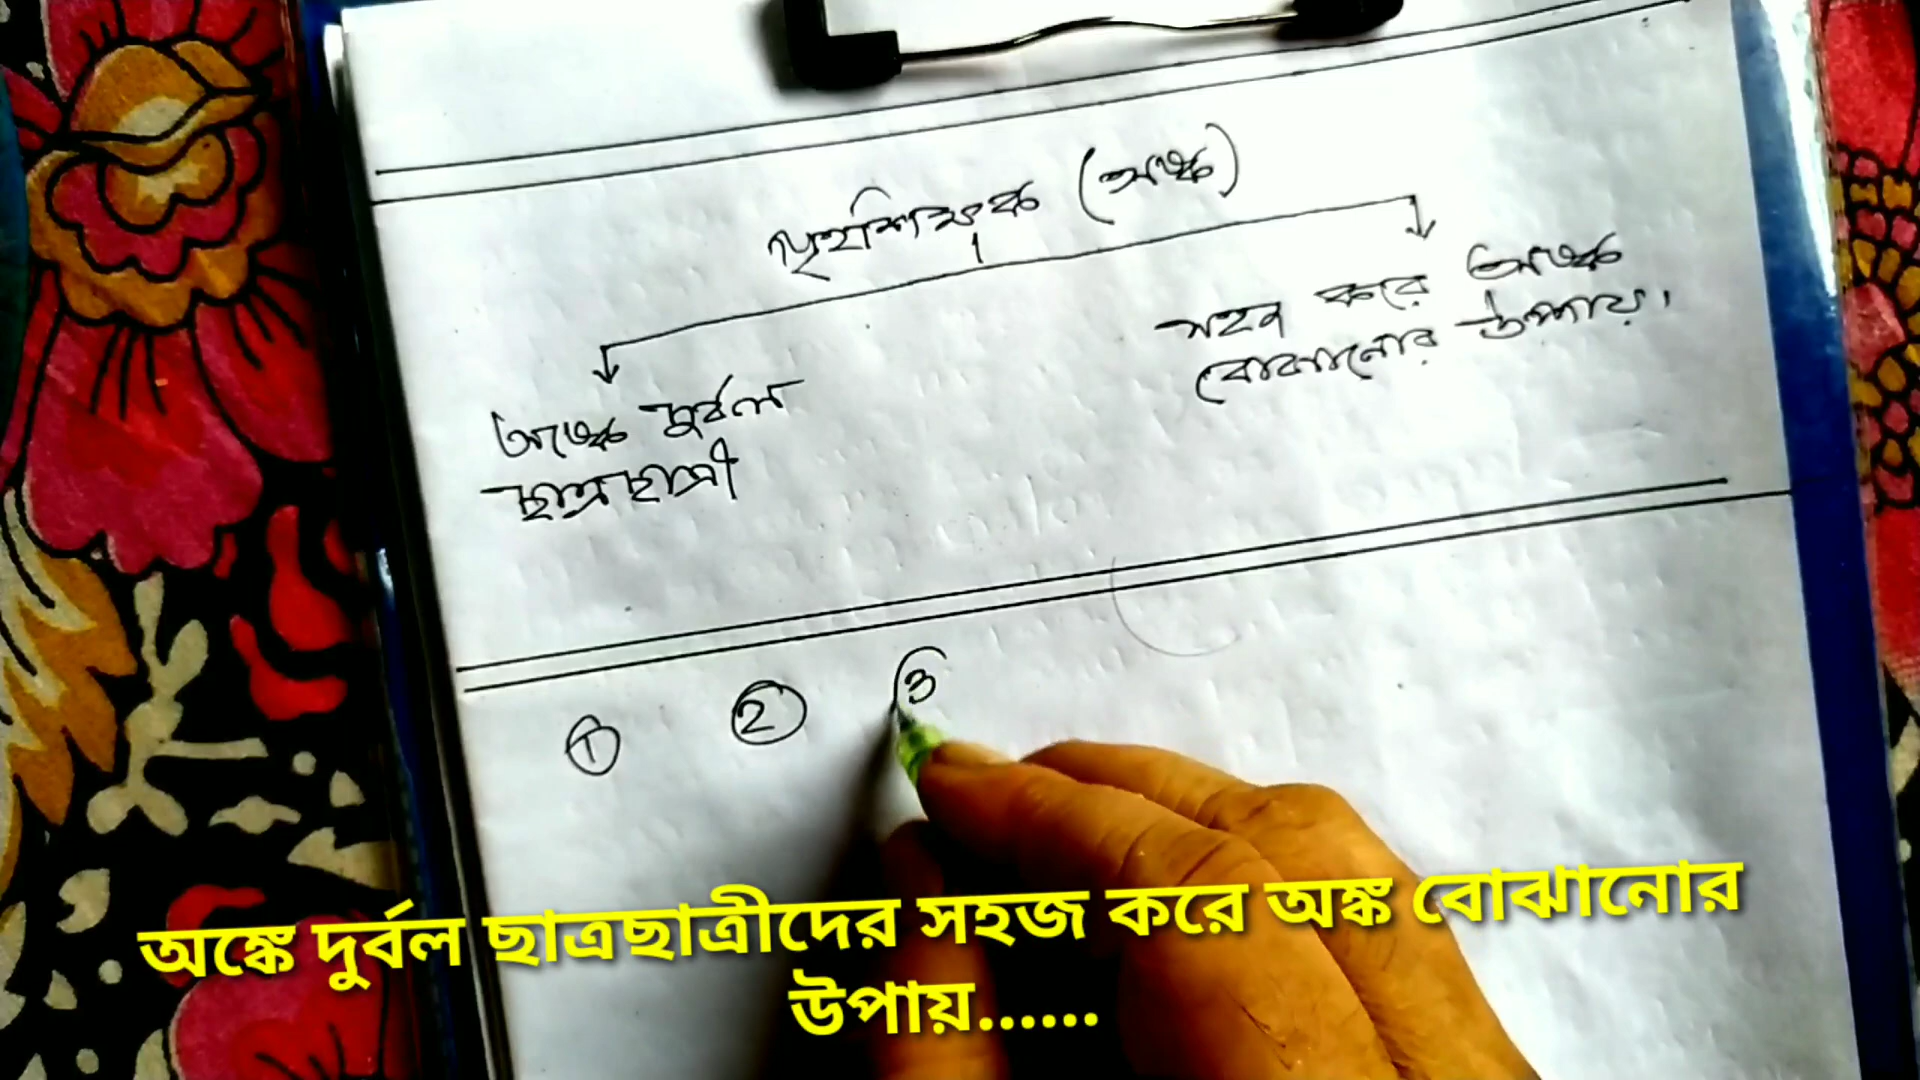 গৃহশিক্ষক (অঙ্ক)
অঙ্কে দুর্বল
ছাত্রছাত্রী
সহজ করে অঙ্ক
বোঝানোর উপায়।
1 2 3
অঙ্কে দুর্বল ছাত্রছাত্রীদের সহজ করে অঙ্ক বোঝানোর
উপায়......